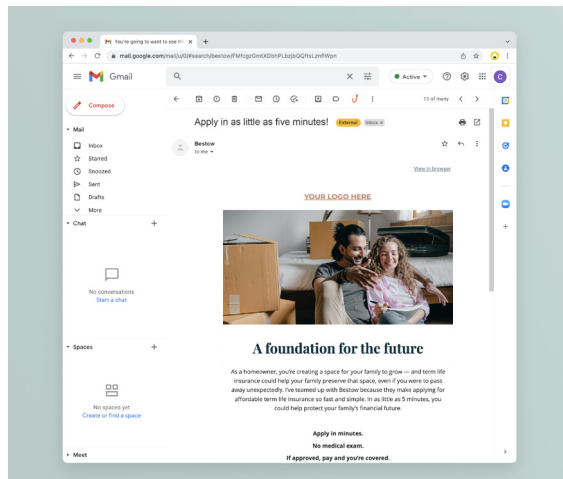 You're going to want to see thi
mail.google.com/mail/u/0/#search/bestow/FMfcgzGmtXDbhPLbzjbQQftsLznflWpn
Gmail
Active
C
Compose
13 of many
Apply in as little as five minutes! External Inbox x
Mail
Inbox
Starred
Snoozed
Sent
Drafts
More
Bestow
to me
View in browser
YOUR LOGO HERE
Chat
No conversations
Start a chat
A foundation for the future
Spaces
As a homeowner, you're creating a space for your family to grow — and term life
insurance could help your family preserve that space, even if you were to pass
away unexpectedly. I've teamed up with Bestow because they make applying for
affordable term life insurance so fast and simple. In as little as 5 minutes, you
could help protect your family's financial future.
No spaces yet
Create or find a space
Apply in minutes.
No medical exam.
If approved, pay and you're covered.
Meet